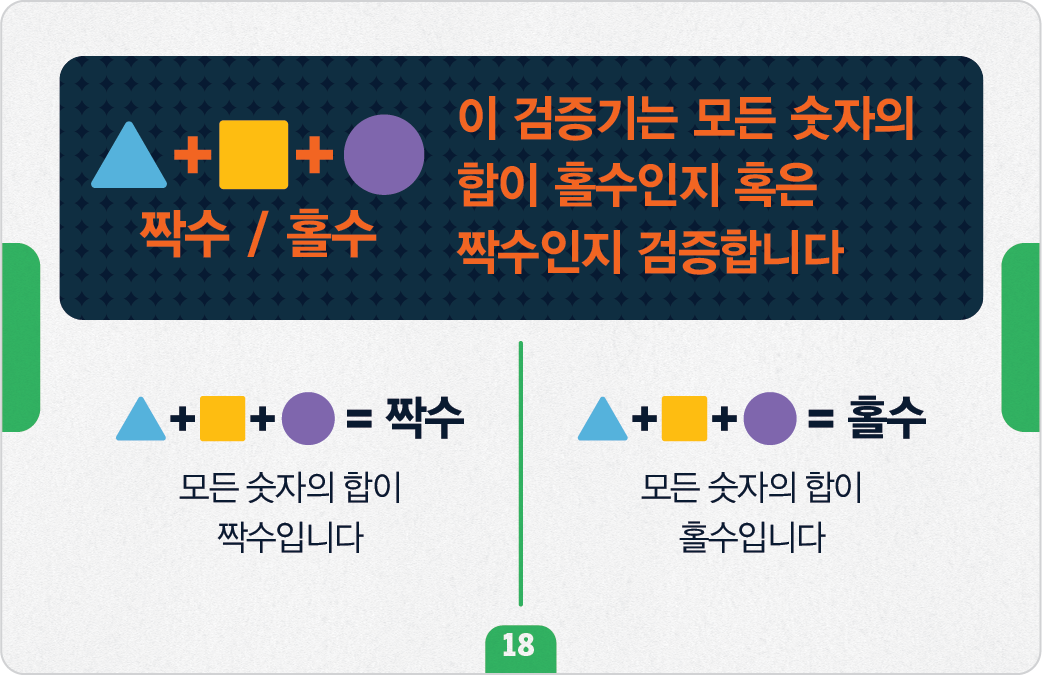 이 검증기는 모든 숫자의
합이 홀수인지 혹은
짝수인지 검증합니다
+ +
짝수 / 홀수
+ + = 짝수
모든 숫자의 합이
짝수입니다
+ + = 홀수
모든 숫자의 합이
홀수입니다
18